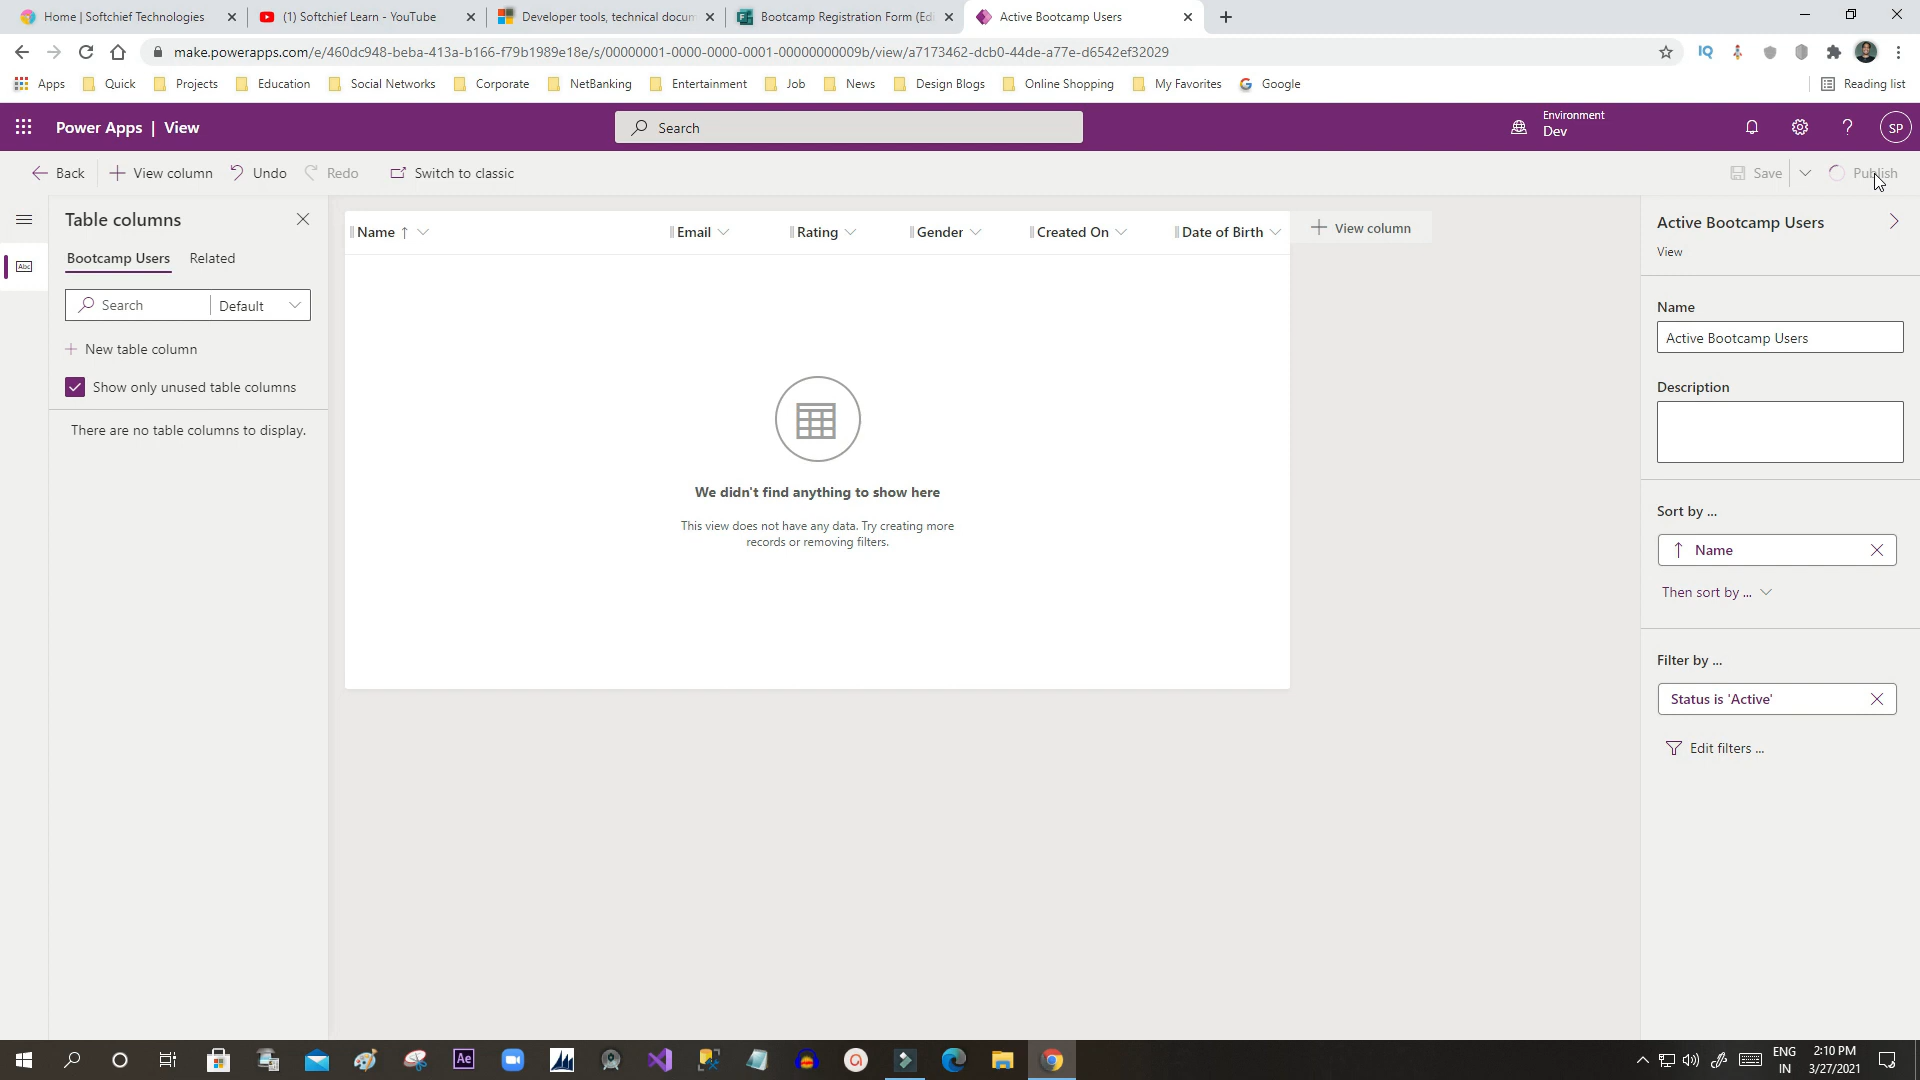 Home | Softchief Technologies
(1) Softchief Learn - YouTube
Developer tools, technical docum
Bootcamp Registration Form (Edi
Active Bootcamp Users
make.powerapps.com/e/460dc948-beba-413a-b166-f79b1989e18e/s/00000001-0000-0000-0001-00000000009b/view/a7173462-dcb0-44de-a77e-d6542ef32029
IQ
Apps
Quick
Projects
Education
Social Networks
Corporate
NetBanking
Entertainment
Job
News
Design Blogs
Online Shopping
My Favorites
Google
Reading list
Power Apps | View
Search
Environment
Dev
SP
Back
View column
Undo
Redo
Switch to classic
Save
Publish
Table columns
Bootcamp Users
Related
Search
Default
New table column
Show only unused table columns
There are no table columns to display.
Abc
Name
Email
Rating
Gender
Created On
Date of Birth
View column
We didn't find anything to show here
This view does not have any data. Try creating more
records or removing filters.
Active Bootcamp Users
View
Name
Active Bootcamp Users
Description
Sort by ...
Name
Then sort by ...
Filter by ...
Status is 'Active'
Edit filters ...
Ae
ENG
IN
2:10 PM
3/27/2021